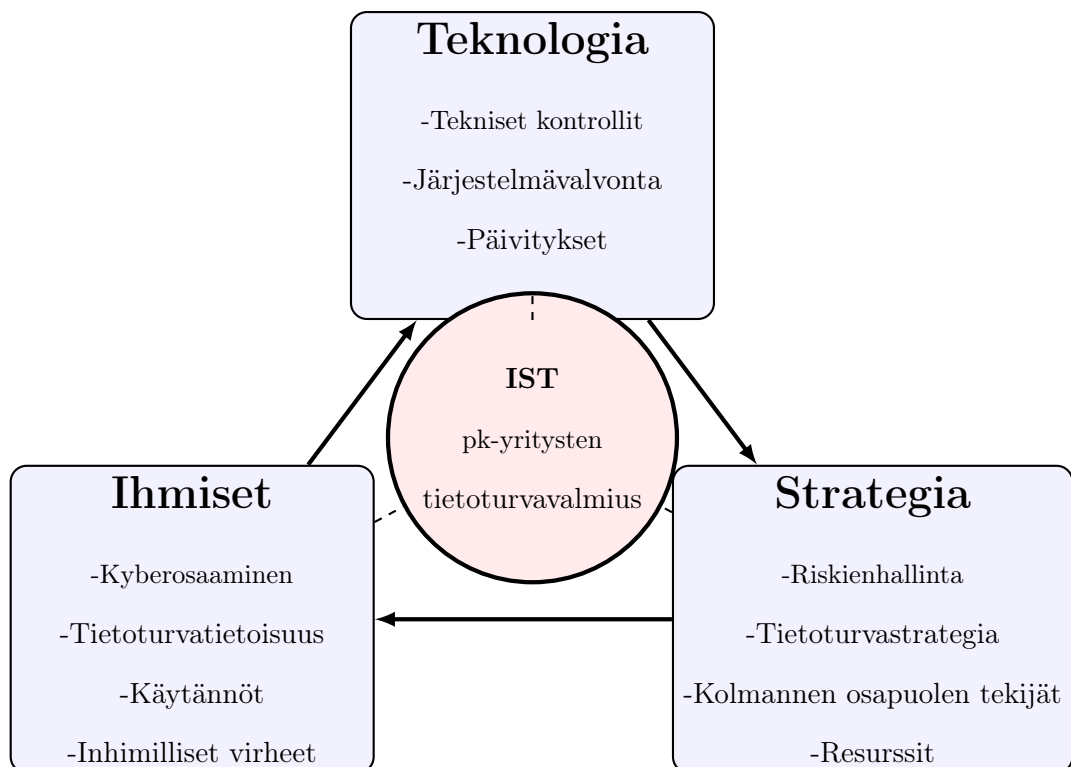 Teknologia
-Tekniset kontrollit
-Järjestelmävalvonta
-Päivitykset
IST
pk-yritysten
tietoturvavalmius
Ihmiset
-Kyberosaaminen
-Tietoturvatietoisuus
-Käytännöt
-Inhimilliset virheet
Strategia
-Riskienhallinta
-Tietoturvastrategia
-Kolmannen osapuolen tekijät
-Resurssit